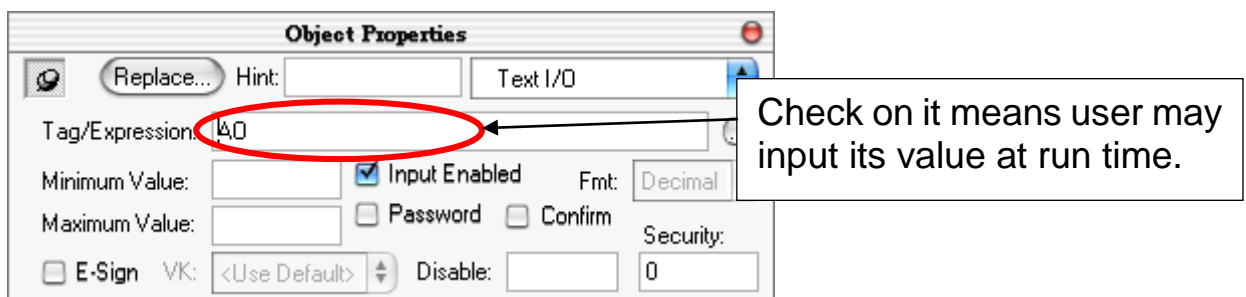 Object Properties
Replace... Hint: Text I/O
Tag/Expression: AO
Check on it means user may
input its value at run time.
Minimum Value: Input Enabled Fmt: Decimal
Maximum Value: Password Confirm
Security:
E-Sign VK: <Use Default> Disable: 0